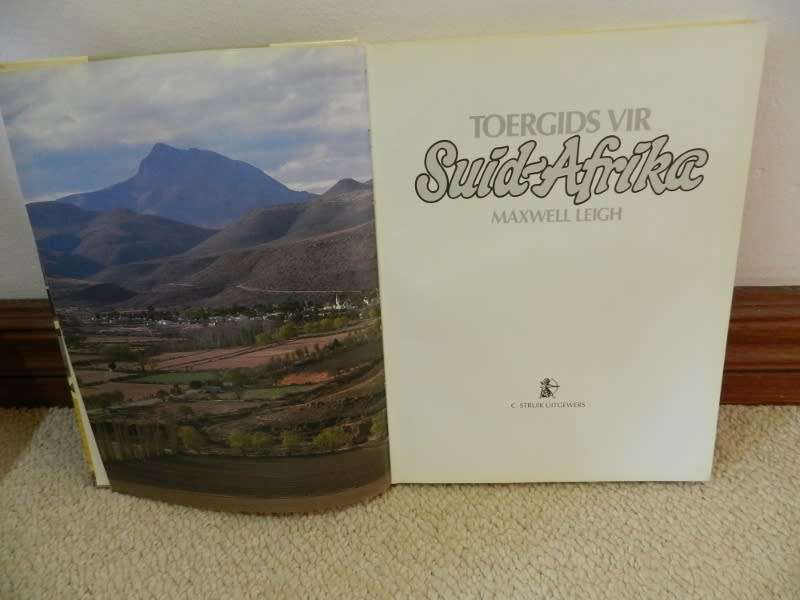 TOERGIDS VIR
Suid-Afrika
MAXWELL LEIGH
C. STRUIK UITGEWERS